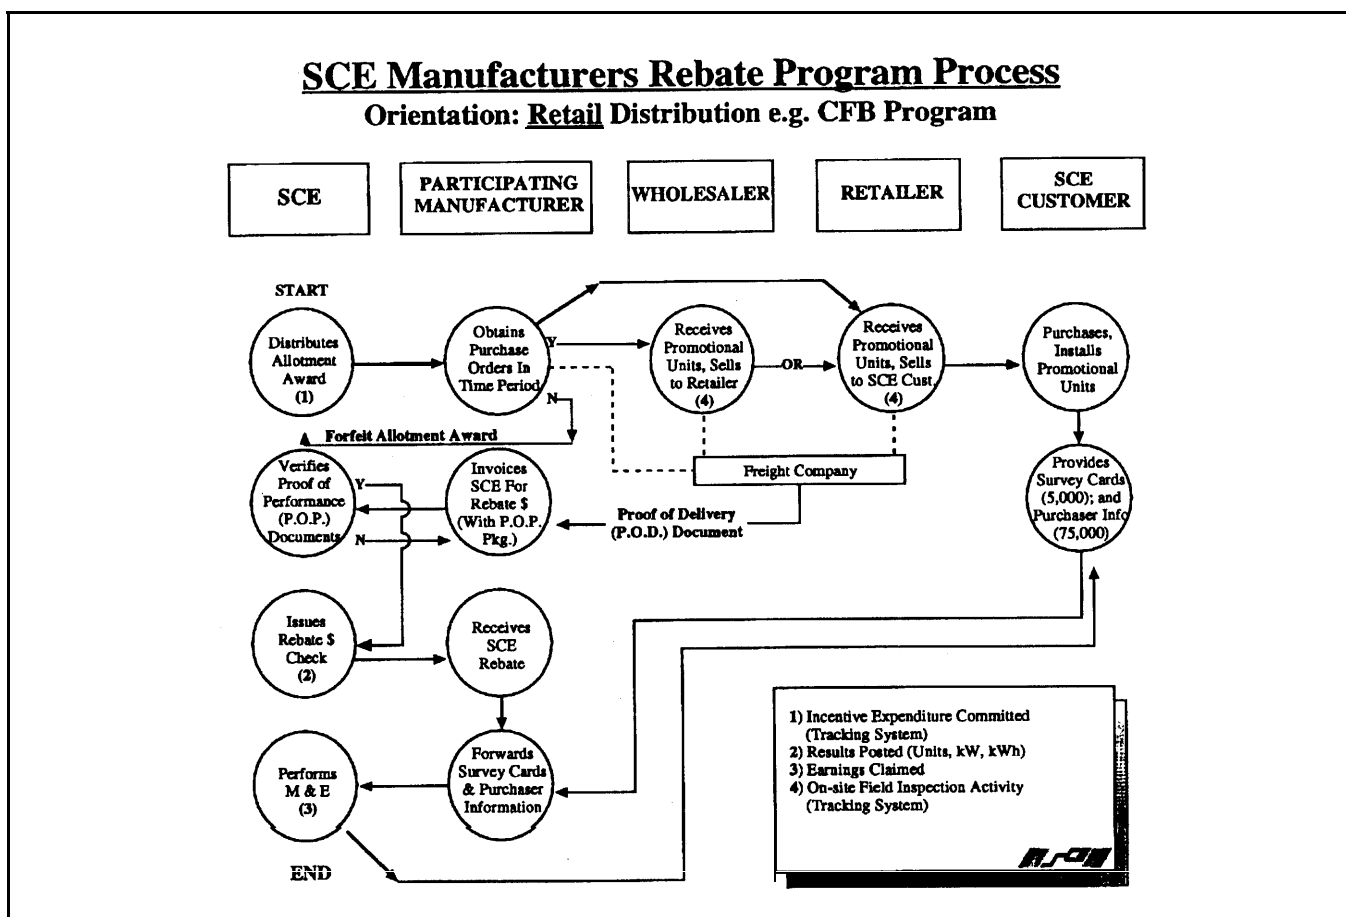 SCE Manufacturers Rebate Program Process
Orientation: Retail Distribution e.g. CFB Program
SCE
PARTICIPATING
MANUFACTURER
WHOLESALER
RETAILER
SCE
CUSTOMER
START
Distributes
Allotment
Award
(1)
Obtains
Purchase
Orders In
Time Period
Y
N
Receives
Promotional
Units, Sells
to Retailer
(4)
OR
Receives
Promotional
Units, Sells
to SCE Cust.
(4)
Purchases,
Installs
Promotional
Units
Forfeit Allotment Award
Verifies
Proof of
Performance
(P.O.P.)
Documents
Y
N
Invoices
SCE For
Rebate $
(With P.O.P.
Pkg.)
Freight Company
Proof of Delivery
(P.O.D.) Document
Provides
Survey Cards
(5,000); and
Purchaser Info
(75,000)
Issues
Rebate $
Check
(2)
Receives
SCE
Rebate
Performs
M & E
(3)
Forwards
Survey Cards
& Purchaser
Information
END
1) Incentive Expenditure Committed
(Tracking System)
2) Results Posted (Units, kW, kWh)
3) Earnings Claimed
4) On-site Field Inspection Activity
(Tracking System)